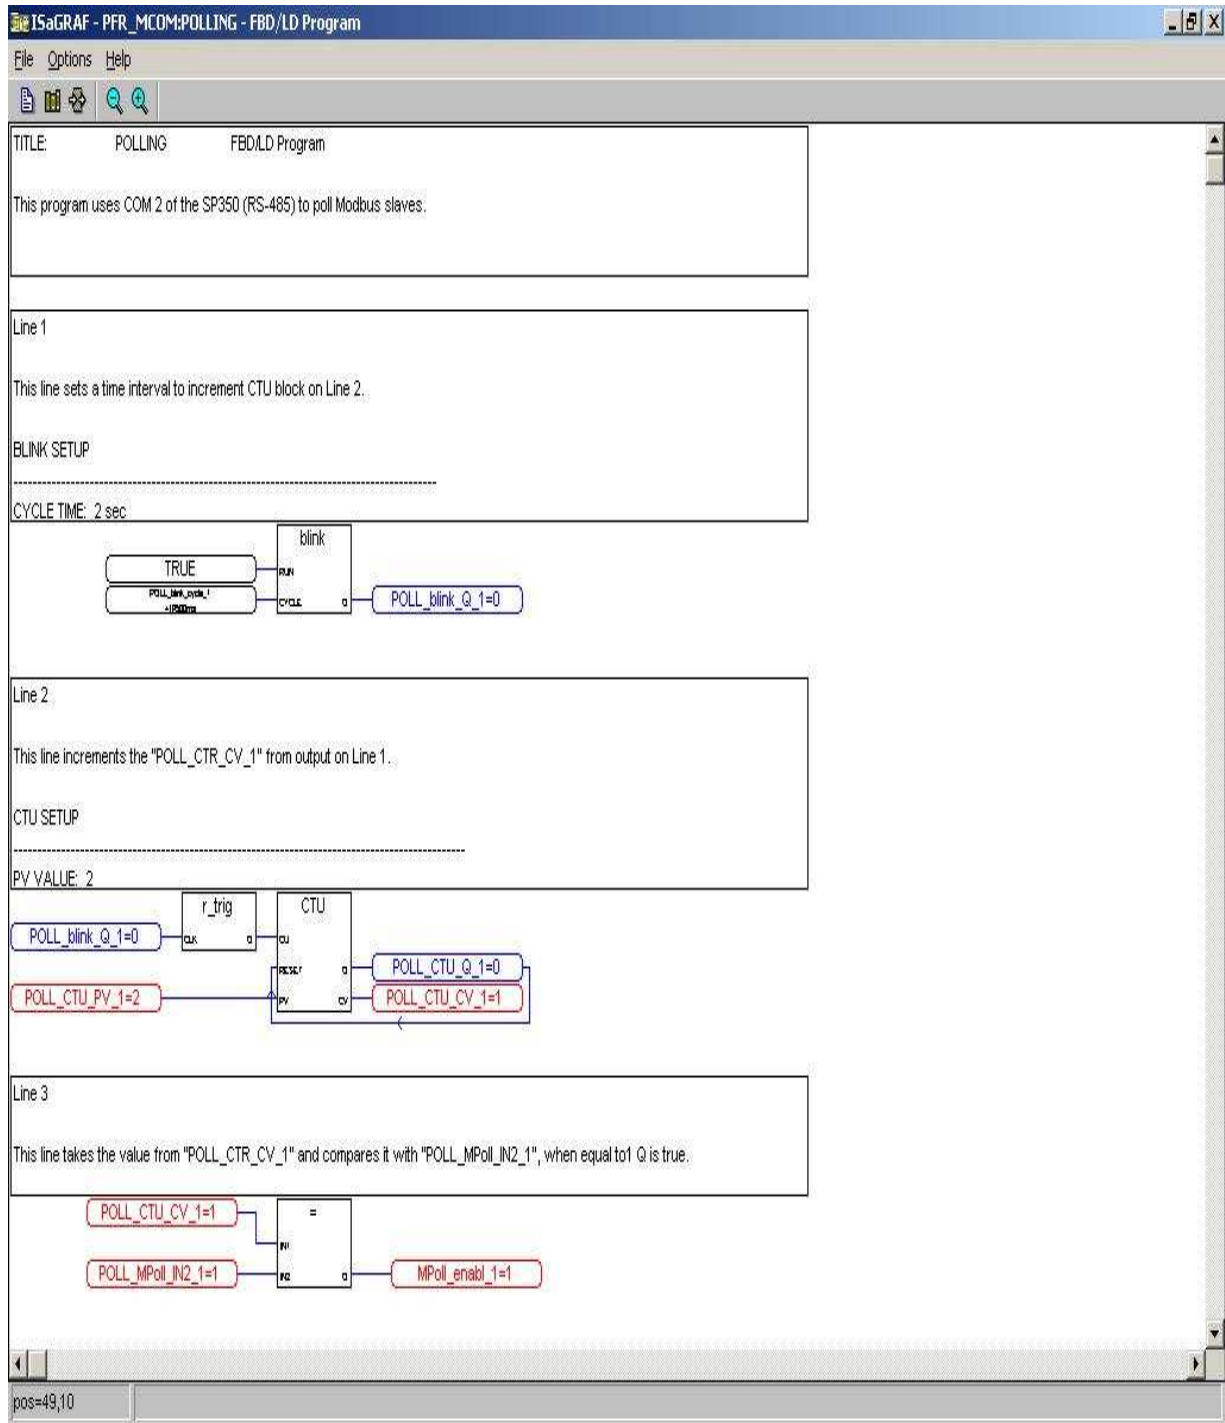 ISaGRAF - PFR_MCOM:POLLING - FBD/LD Program
File Options Help
TITLE: POLLING FBD/LD Program
This program uses COM 2 of the SP350 (RS-485) to poll Modbus slaves.
Line 1
This line sets a time interval to increment CTU block on Line 2.
BLINK SETUP
--------------------------------------------------------------------------------
CYCLE TIME: 2 sec
blink
TRUE
RUN
POLL_blink_cycle_1
CYCLE Q POLL_blink_Q_1=0
Line 2
This line increments the "POLL_CTR_CV_1" from output on Line 1.
CTU SETUP
--------------------------------------------------------------------------------
PV VALUE: 2
r_trig CTU
POLL_blink_Q_1=0 CLK Q CU
RESET Q POLL_CTU_Q_1=0
POLL_CTU_PV_1=2 PV CV POLL_CTU_CV_1=1
Line 3
This line takes the value from "POLL_CTR_CV_1" and compares it with "POLL_MPoll_IN2_1", when equal to1 Q is true.
POLL_CTU_CV_1=1 =
IN1
POLL_MPoll_IN2_1=1 IN2 Q MPoll_enabl_1=1
pos=49,10